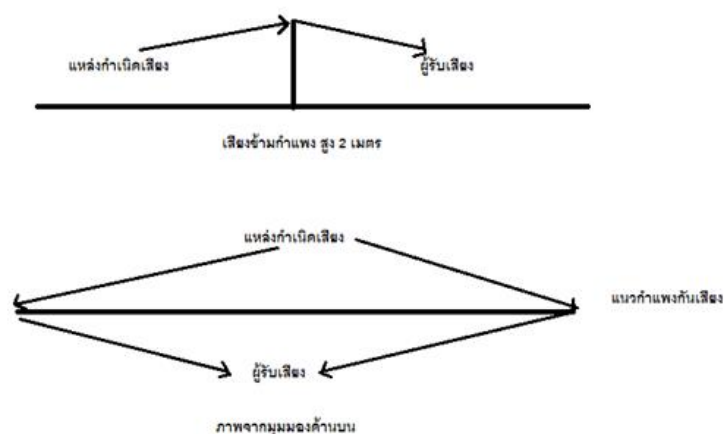 แหล่งกำเนิดเสียง
ผู้รับเสียง
เสียงข้ามกำแพง สูง 2 เมตร
แหล่งกำเนิดเสียง
แนวกำแพงกันเสียง
ผู้รับเสียง
ภาพจากมุมมองด้านบน